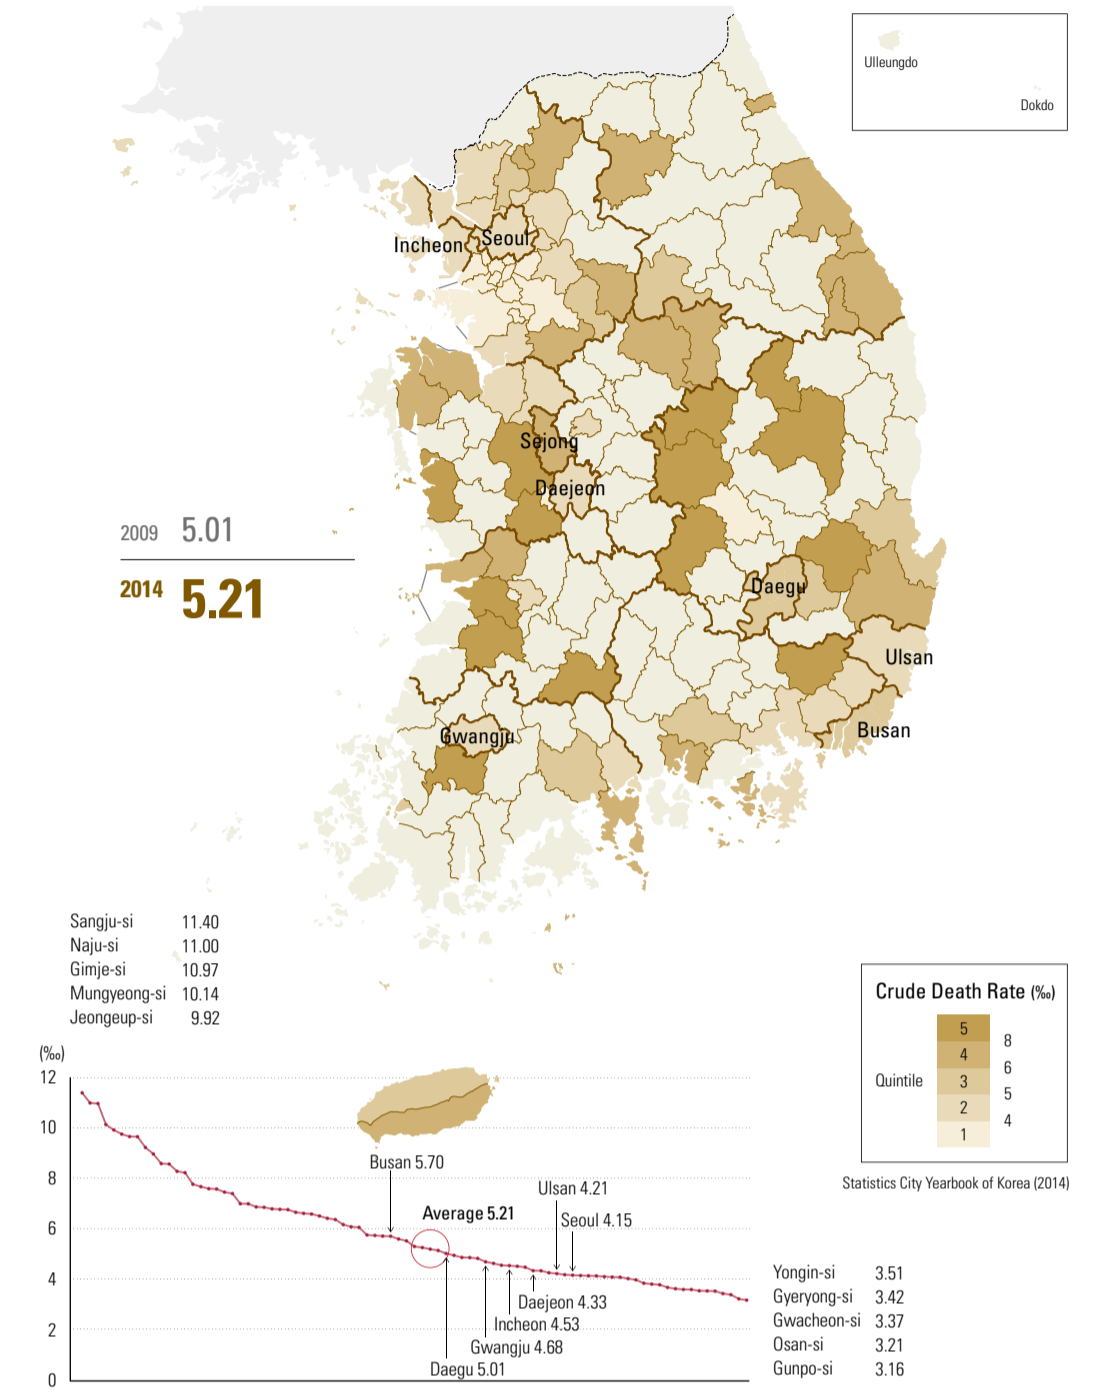 Ulleungdo
Dokdo
Incheon
Seoul
Sejong
Daejeon
2009 5.01
2014 5.21
Daegu
Ulsan
Busan
Gwangju
Sangju-si 11.40
Naju-si 11.00
Gimje-si 10.97
Mungyeong-si 10.14
Jeongeup-si 9.92
Crude Death Rate (‰)
Quintile
5
4
3
2
1
8
6
5
4
Statistics City Yearbook of Korea (2014)
(‰)
12
10
8
6
4
2
0
Busan 5.70
Average 5.21
Ulsan 4.21
Seoul 4.15
Daejeon 4.33
Incheon 4.53
Gwangju 4.68
Daegu 5.01
Yongin-si 3.51
Gyeryong-si 3.42
Gwacheon-si 3.37
Osan-si 3.21
Gunpo-si 3.16